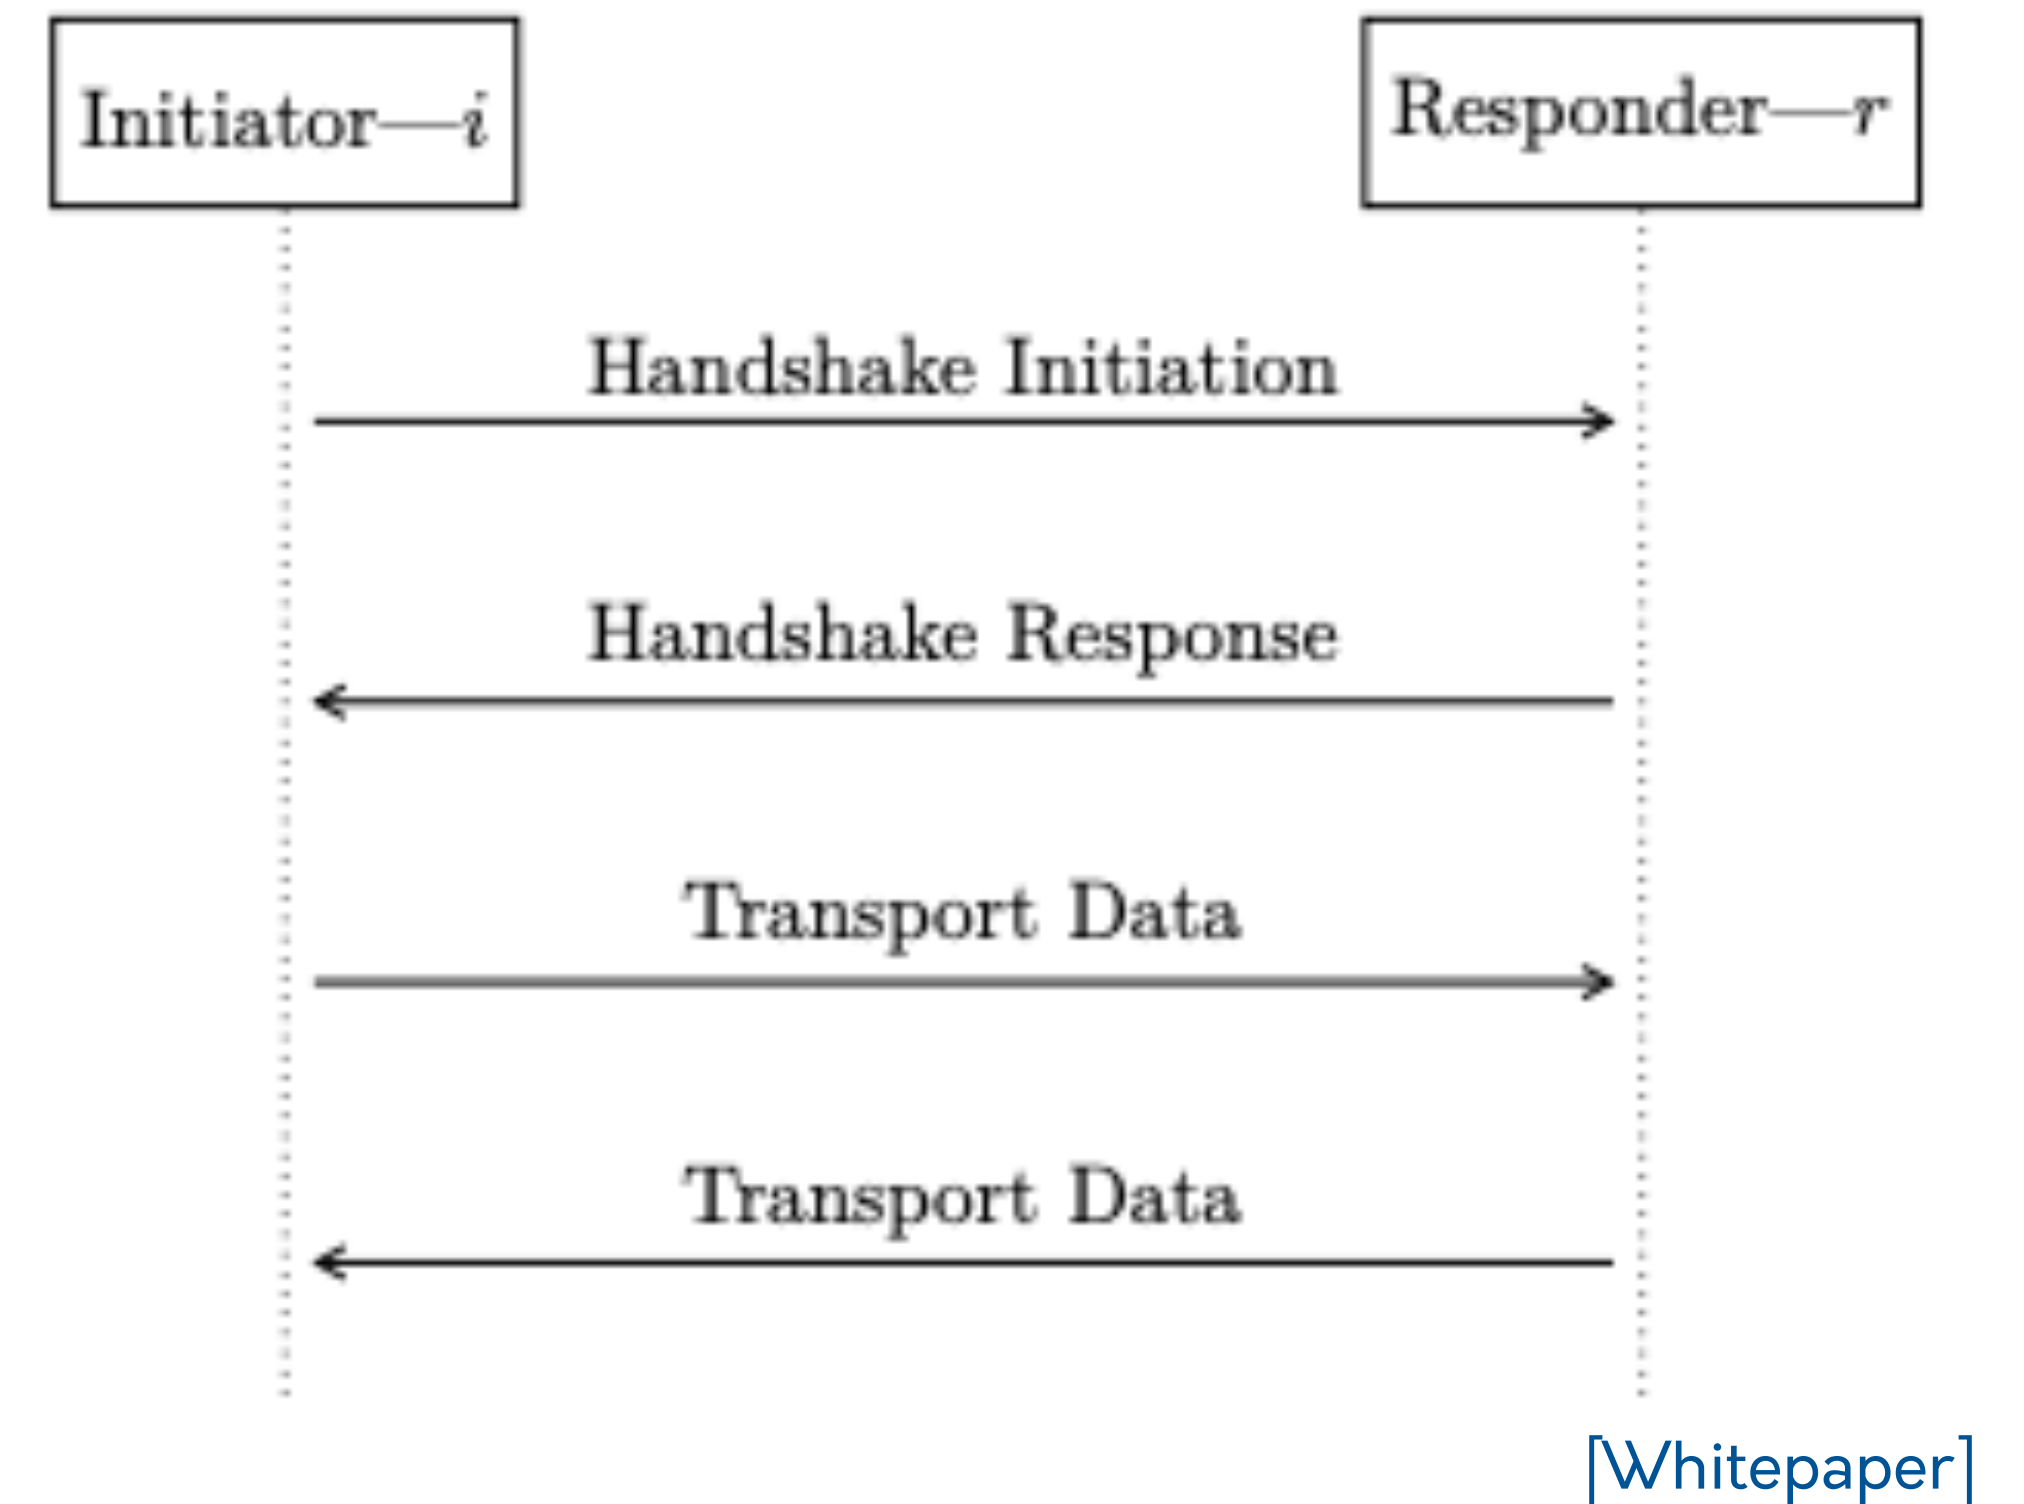 Initiator—i
Responder—r
Handshake Initiation
Handshake Response
Transport Data
Transport Data
[Whitepaper]